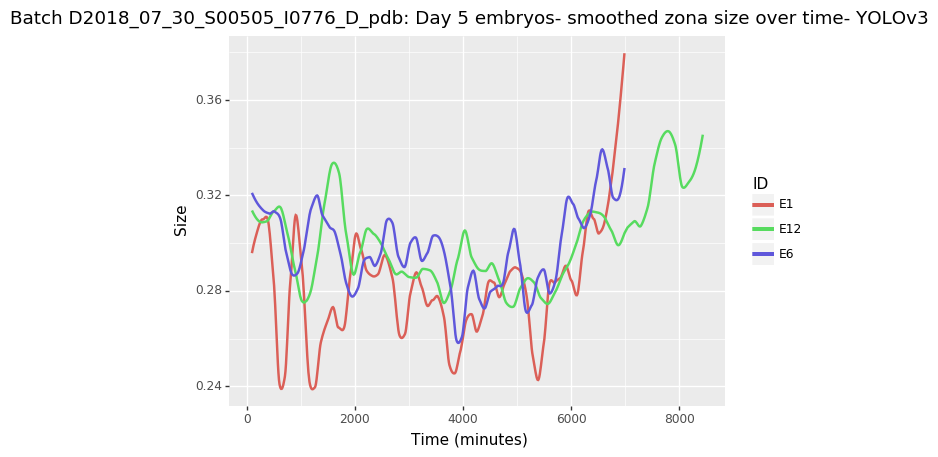 Batch D2018_07_30_S00505_I0776_D_pdb: Day 5 embryos- smoothed zona size over time- YOLOv3
0.36
0.32
0.28
0.24
Size
0
2000
4000
6000
8000
Time (minutes)
ID
E1
E12
E6